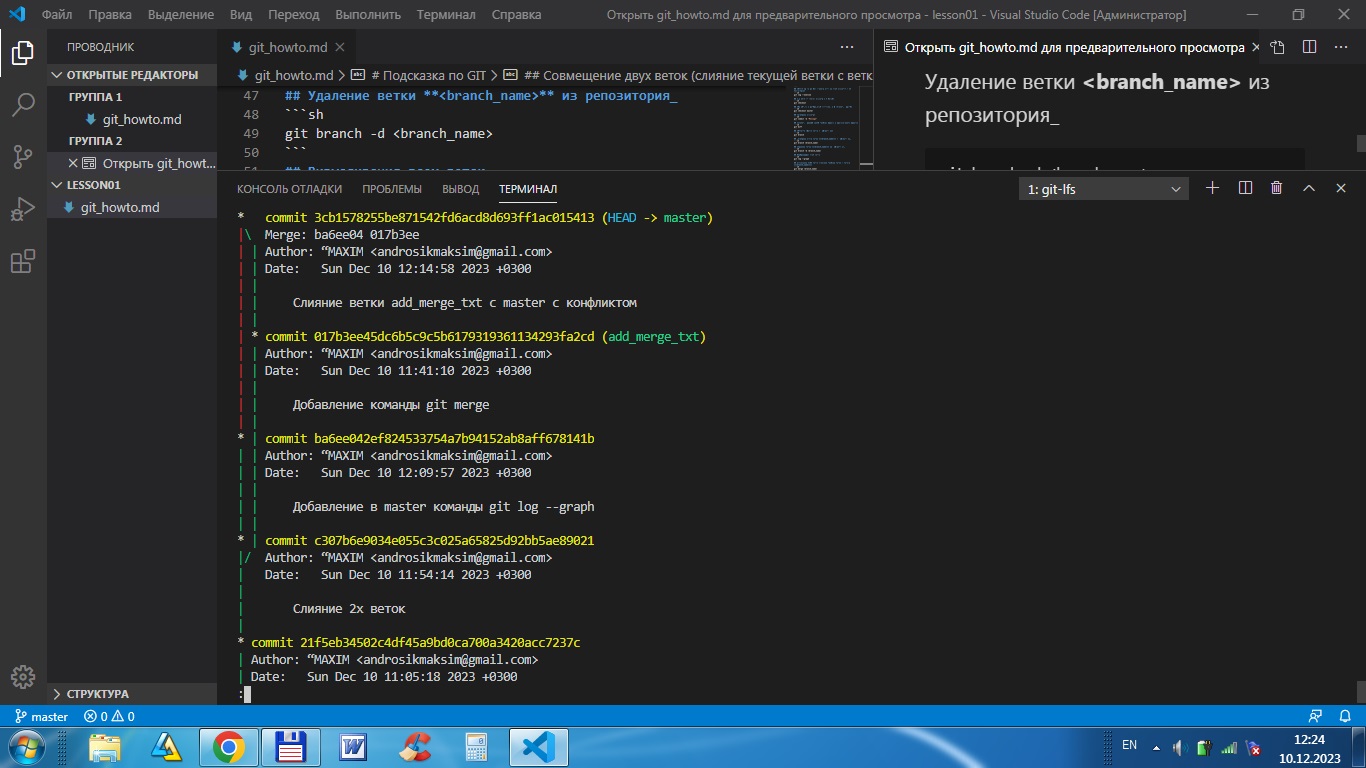 Файл Правка Выделение Вид Переход Выполнить Терминал Справка Открыть git_howto.md для предварительного просмотра - lesson01 - Visual Studio Code [Администратор]
ПРОВОДНИК
ОТКРЫТЫЕ РЕДАКТОРЫ
ГРУППА 1
git_howto.md
ГРУППА 2
Открыть git_howt...
LESSON01
git_howto.md
СТРУКТУРА
git_howto.md
git_howto.md > # Подсказка по GIT > ## Совмещение двух веток (слияние текущей ветки с ветк
47 ## Удаление ветки **<branch_name>** из репозитория_
48 ```sh
49 git branch -d <branch_name>
50 ```
Открыть git_howto.md для предварительного просмотра
Удаление ветки <branch_name> из
репозитория_
КОНСОЛЬ ОТЛАДКИ ПРОБЛЕМЫ ВЫВОД ТЕРМИНАЛ 1: git-lfs
* commit 3cb1578255be871542fd6acd8d693ff1ac015413 (HEAD -> master)
|\ Merge: ba6ee04 017b3ee
| | Author: “MAXIM <androsikmaksim@gmail.com>
| | Date: Sun Dec 10 12:14:58 2023 +0300
| |
| | Слияние ветки add_merge_txt с master с конфликтом
| |
| * commit 017b3ee45dc6b5c9c5b6179319361134293fa2cd (add_merge_txt)
| | Author: “MAXIM <androsikmaksim@gmail.com>
| | Date: Sun Dec 10 11:41:10 2023 +0300
| |
| | Добавление команды git merge
| |
* | commit ba6ee042ef824533754a7b94152ab8aff678141b
| | Author: “MAXIM <androsikmaksim@gmail.com>
| | Date: Sun Dec 10 12:09:57 2023 +0300
| |
| | Добавление в master команды git log --graph
| |
* | commit c307b6e9034e055c3c025a65825d92bb5ae89021
|/ Author: “MAXIM <androsikmaksim@gmail.com>
| Date: Sun Dec 10 11:54:14 2023 +0300
|
| Слияние 2х веток
|
* commit 21f5eb34502c4df45a9bd0ca700a3420acc7237c
| Author: “MAXIM <androsikmaksim@gmail.com>
| Date: Sun Dec 10 11:05:18 2023 +0300
:
master 0 0
EN
12:24
10.12.2023